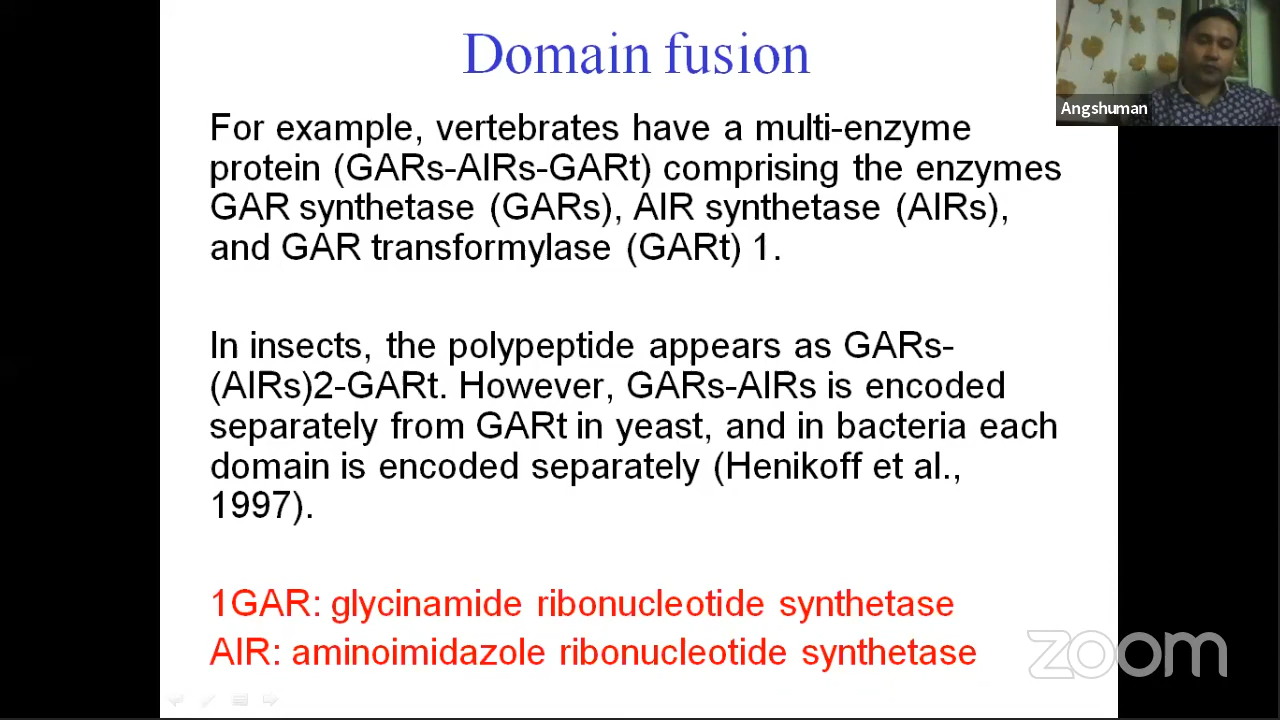 Domain fusion
Angshuman
For example, vertebrates have a multi-enzyme
protein (GARs-AIRs-GARt) comprising the enzymes
GAR synthetase (GARs), AIR synthetase (AIRs),
and GAR transformylase (GARt) 1.
In insects, the polypeptide appears as GARs-
(AIRs)2-GARt. However, GARs-AIRs is encoded
separately from GARt in yeast, and in bacteria each
domain is encoded separately (Henikoff et al.,
1997).
1GAR: glycinamide ribonucleotide synthetase
AIR: aminoimidazole ribonucleotide synthetase
zoom